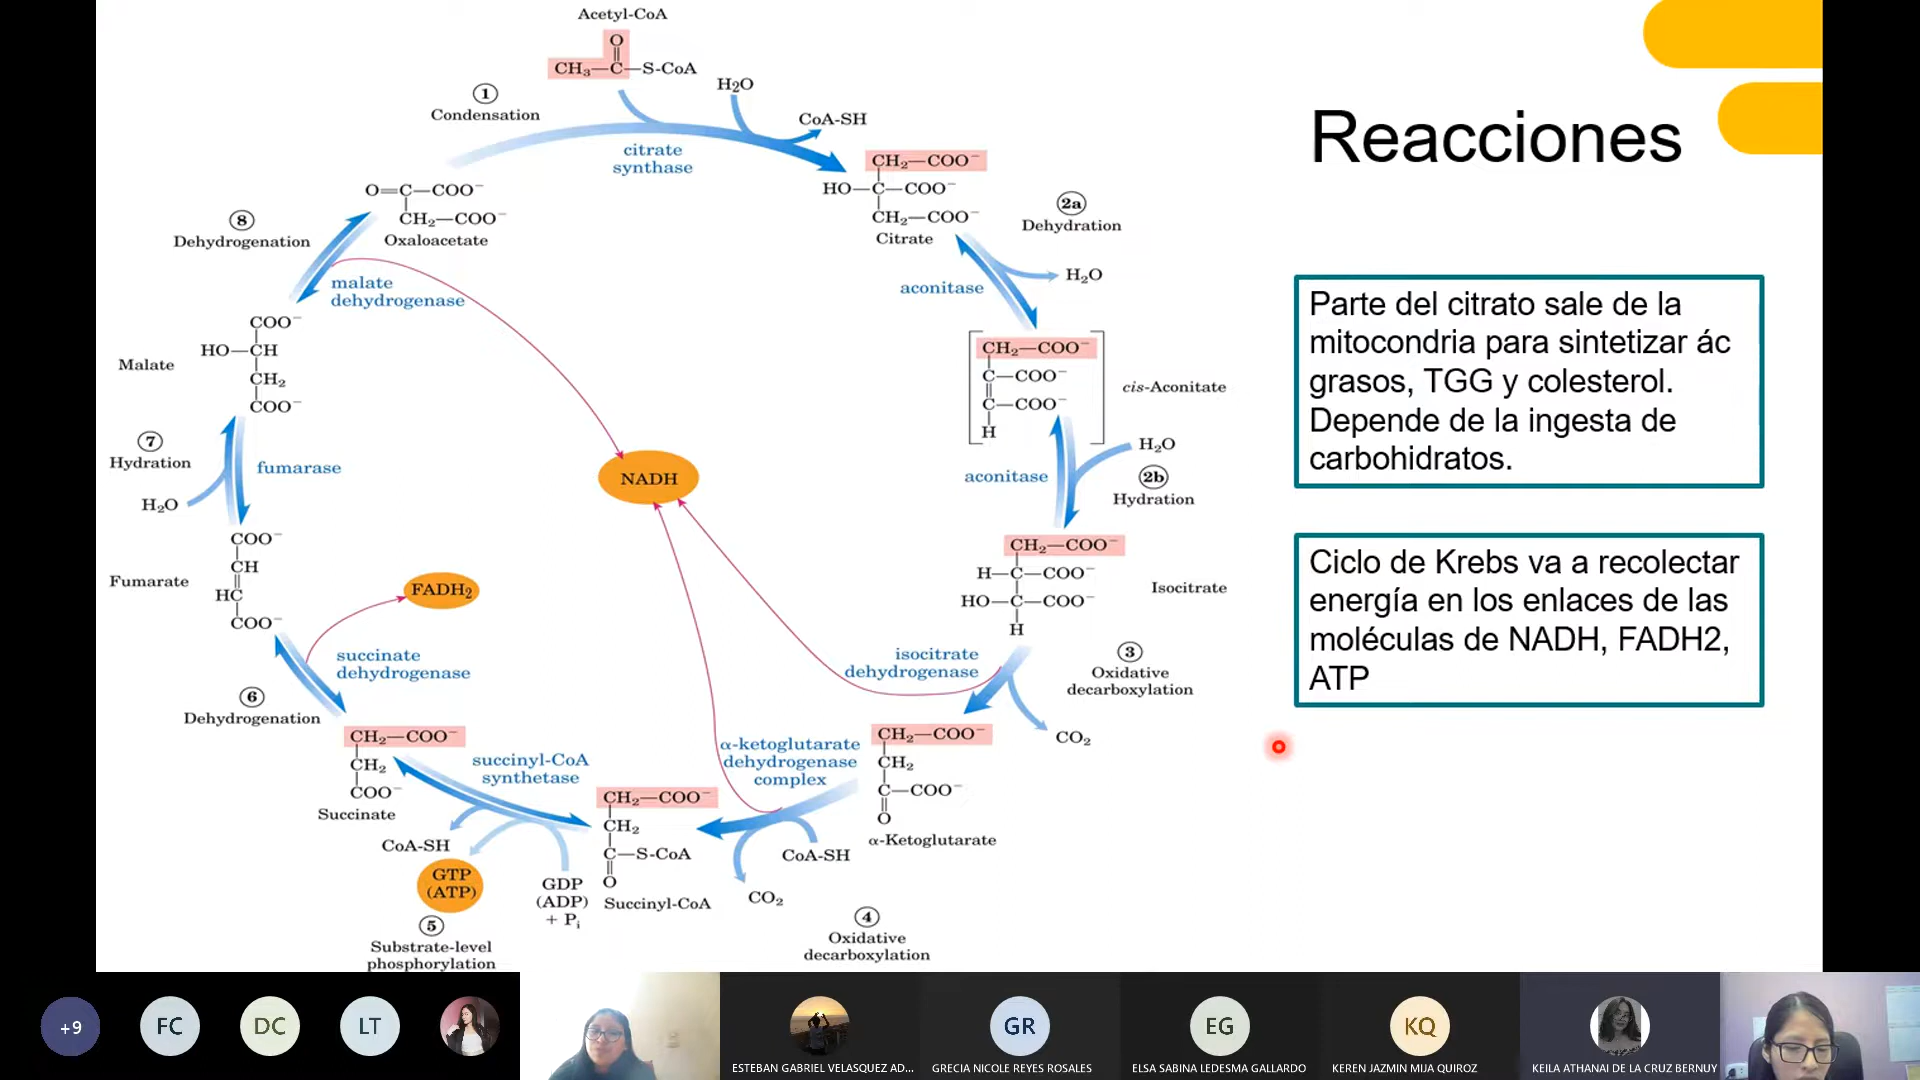 Acetyl-CoA
O
CH₃—C—S-CoA
H2O
1
Condensation
CoA-SH
citrate
synthase
CH₂—COO⁻
HO—C—COO⁻
CH₂—COO⁻
Citrate
O=C—COO⁻
CH₂—COO⁻
Oxaloacetate
2a
Dehydration
aconitase
H₂O
CH₂—COO⁻
C—COO⁻
C—COO⁻
H
cis-Aconitate
H₂O
aconitase
2b
Hydration
CH₂—COO⁻
H—C—COO⁻
HO—C—COO⁻
H
Isocitrate
isocitrate
dehydrogenase
3
Oxidative
decarboxylation
CO₂
CH₂—COO⁻
CH₂
C—COO⁻
O
α-Ketoglutarate
α-ketoglutarate
dehydrogenase
complex
CoA-SH
CO₂
4
Oxidative
decarboxylation
CH₂—COO⁻
CH₂
C—S-CoA
O
Succinyl-CoA
succinyl-CoA
synthetase
GDP
(ADP)
+ Pᵢ
CoA-SH
GTP
(ATP)
5
Substrate-level
phosphorylation
CH₂—COO⁻
CH₂
COO⁻
Succinate
succinate
dehydrogenase
6
Dehydrogenation
FADH₂
COO⁻
CH
HC
COO⁻
Fumarate
7
Hydration
fumarase
H₂O
COO⁻
HO—CH
CH₂
COO⁻
Malate
8
Dehydrogenation
malate
dehydrogenase
NADH
Reacciones
Parte del citrato sale de la
mitocondria para sintetizar ác
grasos, TGG y colesterol.
Depende de la ingesta de
carbohidratos.
Ciclo de Krebs va a recolectar
energía en los enlaces de las
moléculas de NADH, FADH2,
ATP
+9
FC
DC
LT
ESTEBAN GABRIEL VELASQUEZ AD...
GR
GRECIA NICOLE REYES ROSALES
EG
ELSA SABINA LEDESMA GALLARDO
KQ
KEREN JAZMIN MIJA QUIROZ
KEILA ATHANAI DE LA CRUZ BERNUY